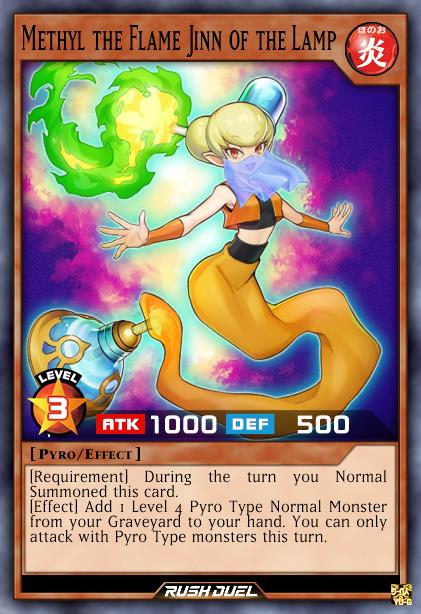 Methyl the Flame Jinn of the Lamp
ほのお
炎
LEVEL
3
ATK 1000 DEF 500
[Pyro/Effect]
[Requirement] During the turn you Normal
Summoned this card.
[Effect] Add 1 Level 4 Pyro Type Normal Monster
from your Graveyard to your hand. You can only
attack with Pyro Type monsters this turn.
RUSH DUEL